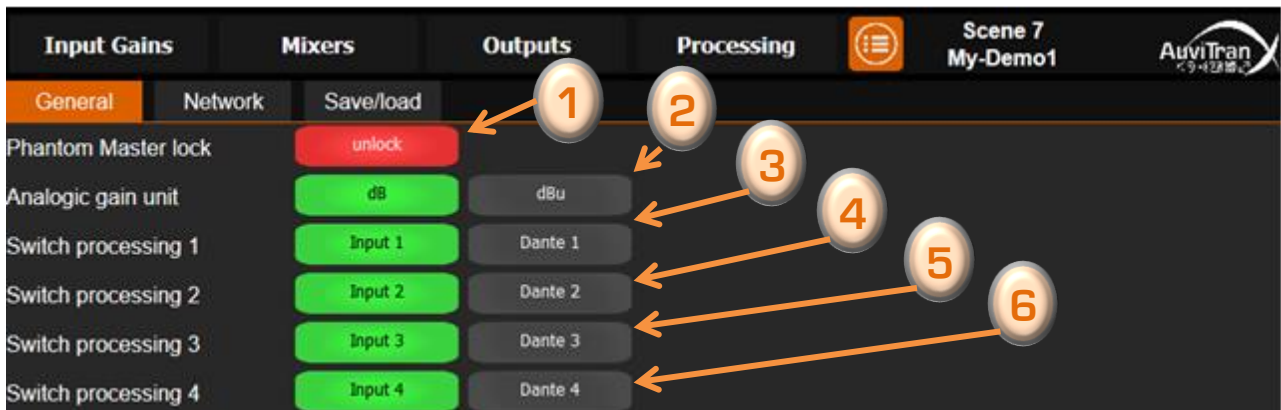 Input Gains Mixers Outputs Processing Scene 7
My-Demo1 AuviTran
General Network Save/load
1 2 3 4 5 6
Phantom Master lock unlock
Analogic gain unit dB dBu
Switch processing 1 Input 1 Dante 1
Switch processing 2 Input 2 Dante 2
Switch processing 3 Input 3 Dante 3
Switch processing 4 Input 4 Dante 4